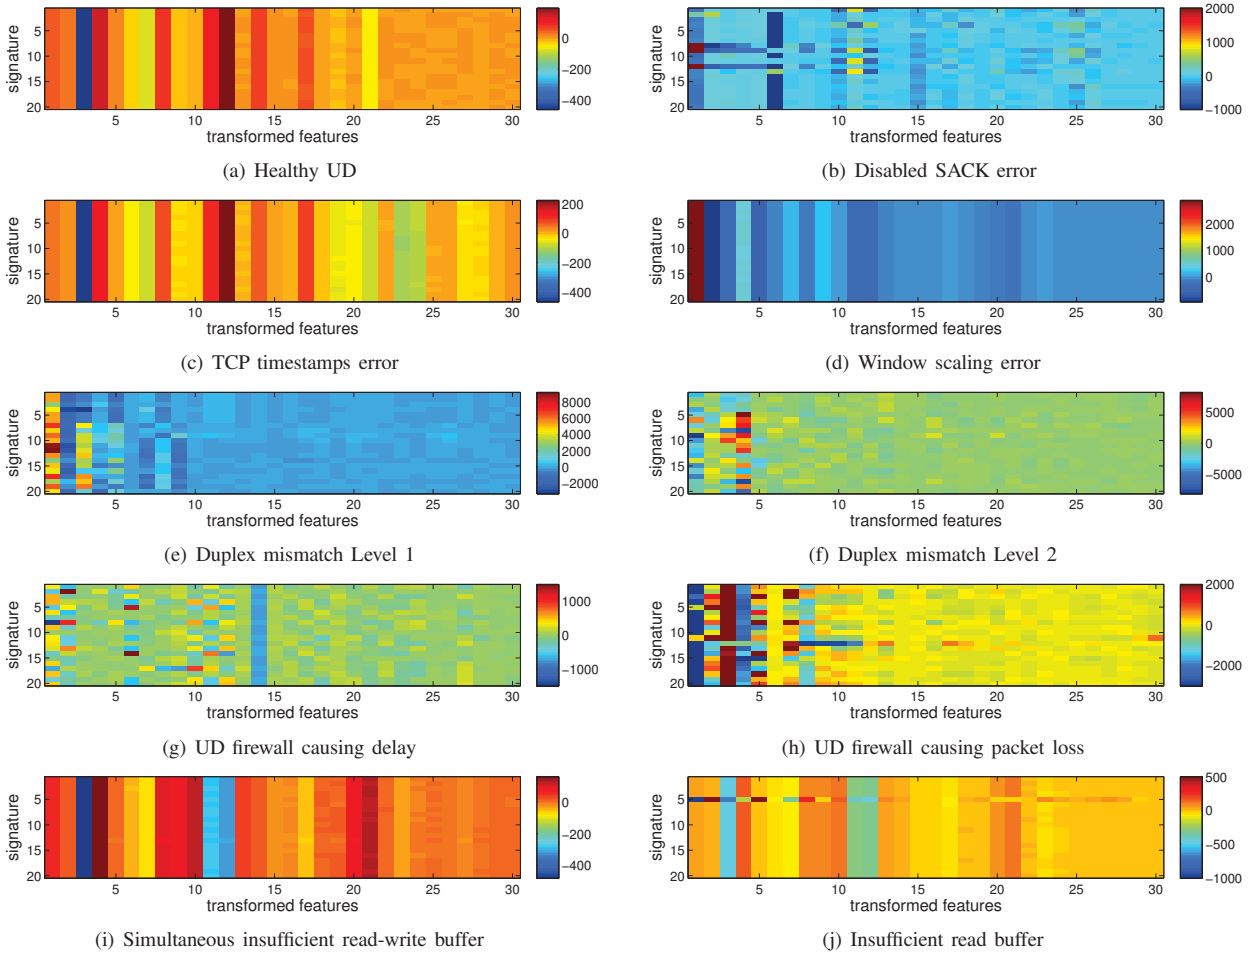 signature
5
10
15
20
5 10 15 20 25 30
transformed features
0
−200
−400
(a) Healthy UD
signature
5
10
15
20
5 10 15 20 25 30
transformed features
2000
1000
0
−1000
(b) Disabled SACK error
signature
5
10
15
20
5 10 15 20 25 30
transformed features
200
0
−200
−400
(c) TCP timestamps error
signature
5
10
15
20
5 10 15 20 25 30
transformed features
2000
1000
0
(d) Window scaling error
signature
5
10
15
20
5 10 15 20 25 30
transformed features
8000
6000
4000
2000
0
−2000
(e) Duplex mismatch Level 1
signature
5
10
15
20
5 10 15 20 25 30
transformed features
5000
0
−5000
(f) Duplex mismatch Level 2
signature
5
10
15
20
5 10 15 20 25 30
transformed features
1000
0
−1000
(g) UD firewall causing delay
signature
5
10
15
20
5 10 15 20 25 30
transformed features
2000
0
−2000
(h) UD firewall causing packet loss
signature
5
10
15
20
5 10 15 20 25 30
transformed features
0
−200
−400
(i) Simultaneous insufficient read-write buffer
signature
5
10
15
20
5 10 15 20 25 30
transformed features
500
0
−500
−1000
(j) Insufficient read buffer